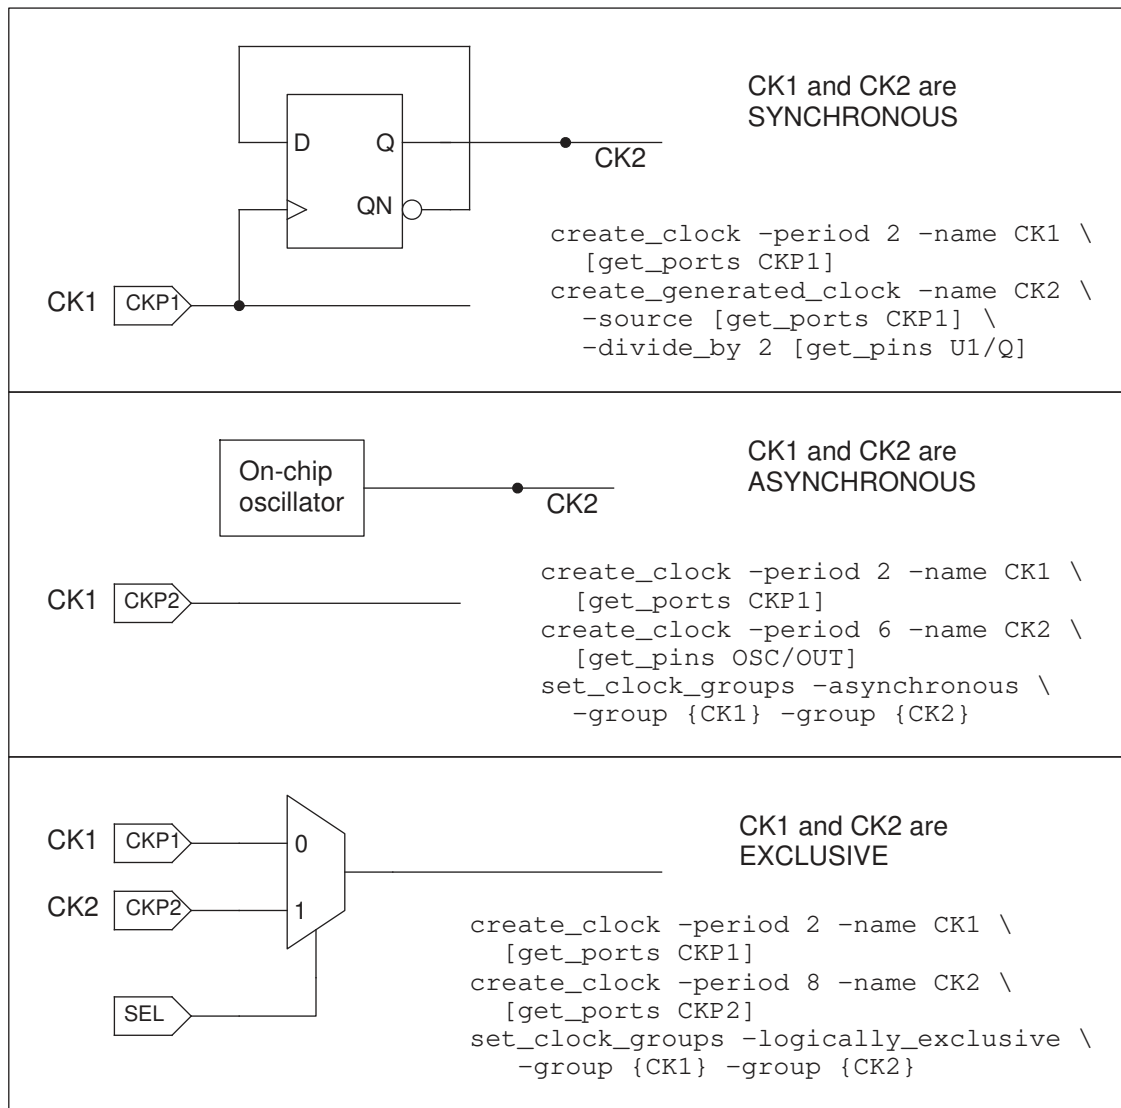 CK1 and CK2 are
SYNCHRONOUS
D
Q
CK2
QN
CK1
CKP1
create_clock -period 2 -name CK1 \
[get_ports CKP1]
create_generated_clock -name CK2 \
-source [get_ports CKP1] \
-divide_by 2 [get_pins U1/Q]
CK1 and CK2 are
ASYNCHRONOUS
On-chip
oscillator
CK2
CK1
CKP2
create_clock -period 2 -name CK1 \
[get_ports CKP1]
create_clock -period 6 -name CK2 \
[get_pins OSC/OUT]
set_clock_groups -asynchronous \
-group {CK1} -group {CK2}
CK1 and CK2 are
EXCLUSIVE
CK1
CKP1
0
CK2
CKP2
1
SEL
create_clock -period 2 -name CK1 \
[get_ports CKP1]
create_clock -period 8 -name CK2 \
[get_ports CKP2]
set_clock_groups -logically_exclusive \
-group {CK1} -group {CK2}